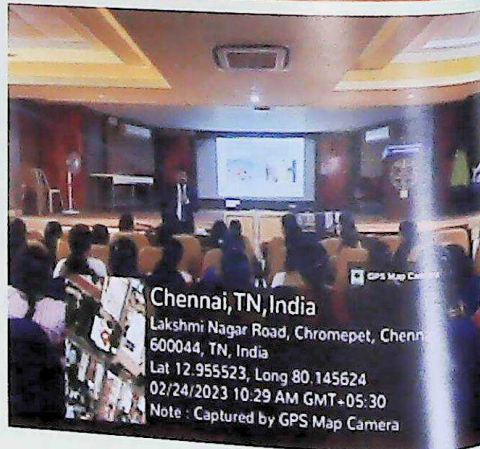 GPS Map Camera
Chennai,TN,India
Lakshmi Nagar Road, Chromepet, Chenn
600044, TN, India
Lat 12.955523, Long 80.145624
02/24/2023 10:29 AM GMT+05:30
Note : Captured by GPS Map Camera